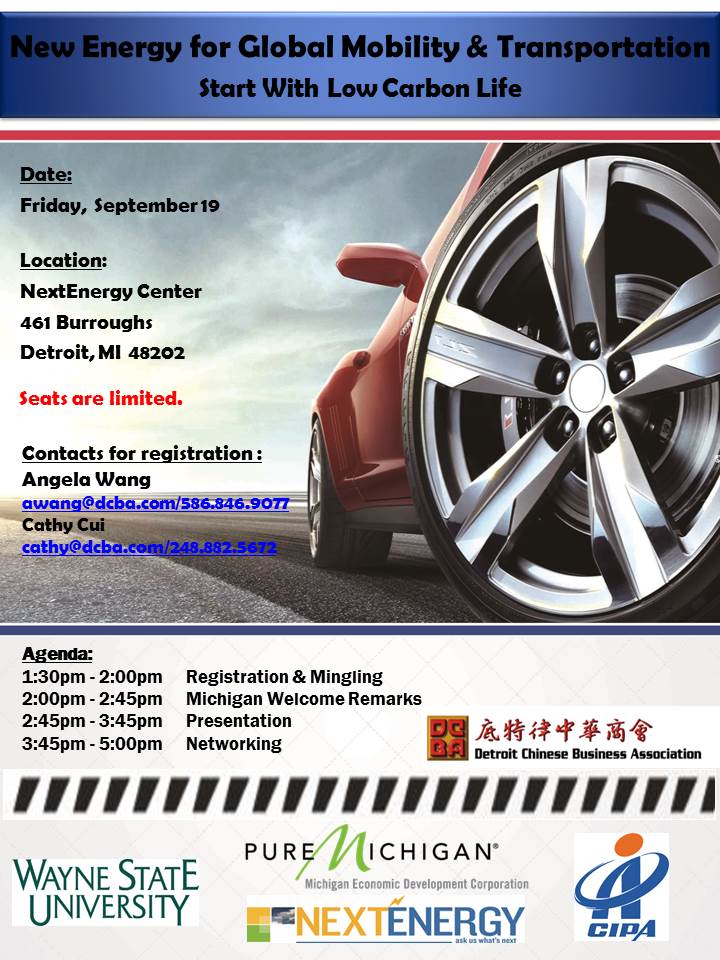 New Energy for Global Mobility & Transportation
Start With Low Carbon Life
Date:
Friday, September 19
Location:
NextEnergy Center
461 Burroughs
Detroit, MI 48202
Seats are limited.
Contacts for registration :
Angela Wang
awang@dcba.com/586.846.9077
Cathy Cui
cathy@dcba.com/248.882.5672
Agenda:
1:30pm - 2:00pm Registration & Mingling
2:00pm - 2:45pm Michigan Welcome Remarks
2:45pm - 3:45pm Presentation
3:45pm - 5:00pm Networking
DCBA
底特律中華商會
Detroit Chinese Business Association
WAYNE STATE
UNIVERSITY
PURE MICHIGAN®
Michigan Economic Development Corporation
NEXTENERGY
ask us what's next
CIPA